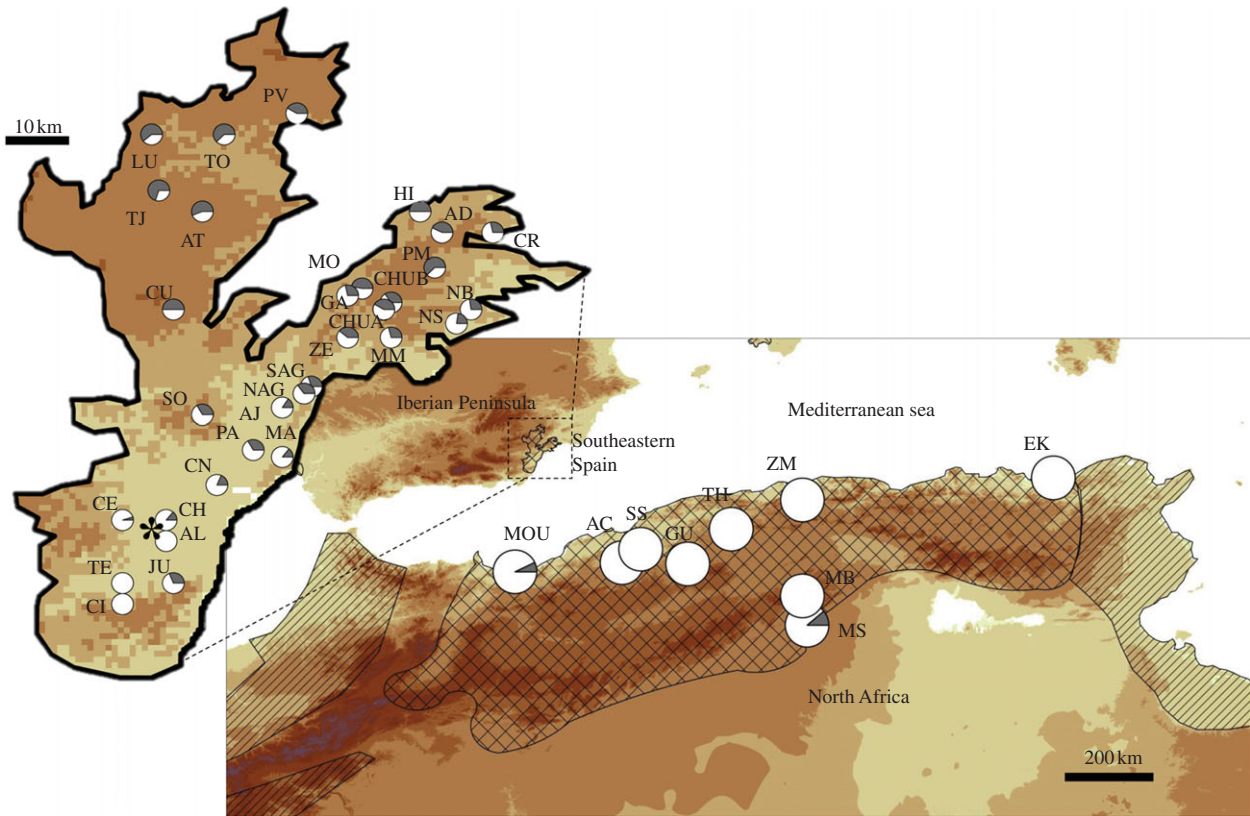 PV
10 km
LU
TO
TJ
AT
HI
AD
CR
MO
PM
CHUB
CU
GA
NB
CHUA
NS
ZE
MM
SAG
NAG
SO
AJ
PA
MA
CN
CE
CH
*
AL
TE
JU
CI
Iberian Peninsula
Mediterranean sea
Southeastern
Spain
EK
ZM
TH
SS
AC
GU
MOU
MB
MS
North Africa
200 km